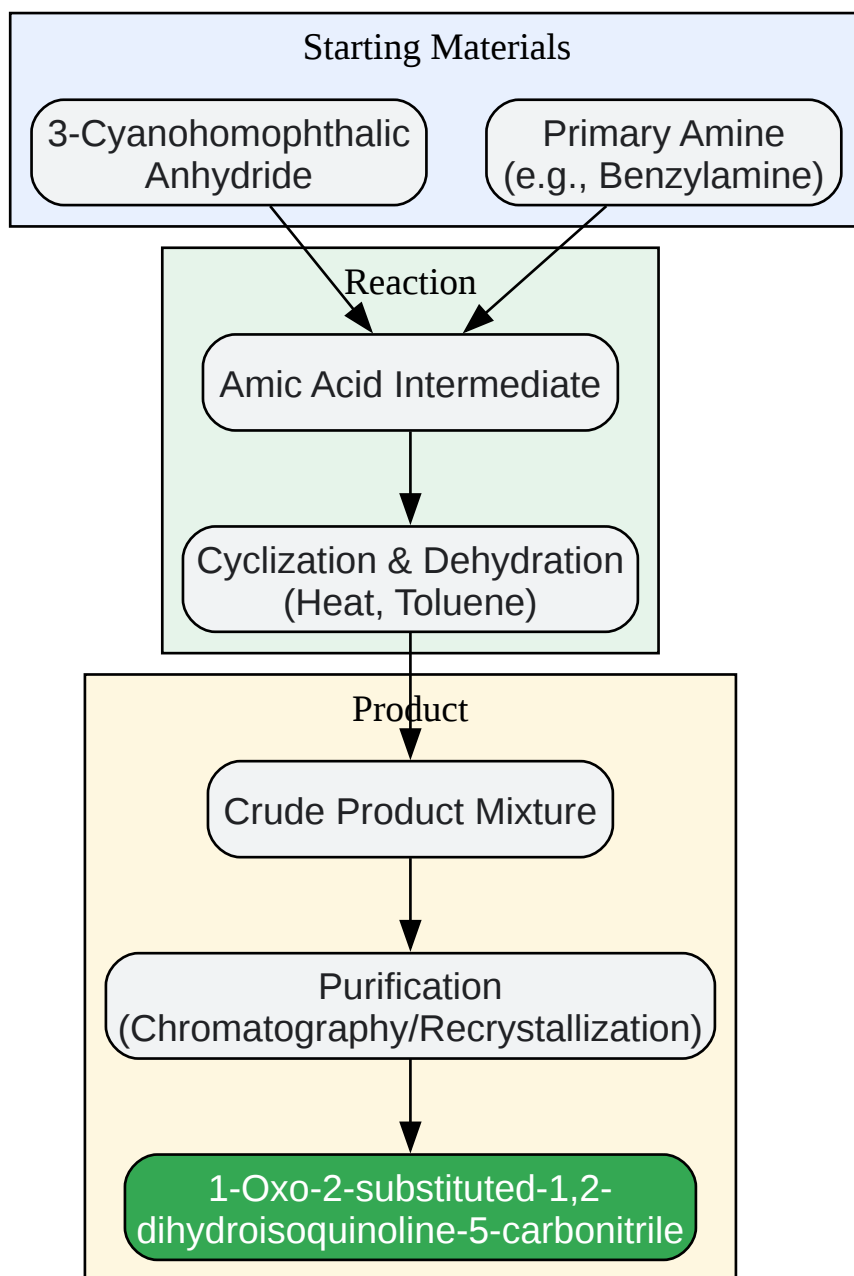 Starting Materials
3-Cyanohomophthalic
Anhydride
Primary Amine
(e.g., Benzylamine)
Reaction
Amic Acid Intermediate
Cyclization & Dehydration
(Heat, Toluene)
Product
Crude Product Mixture
Purification
(Chromatography/Recrystallization)
1-Oxo-2-substituted-1,2-
dihydroisoquinoline-5-carbonitrile